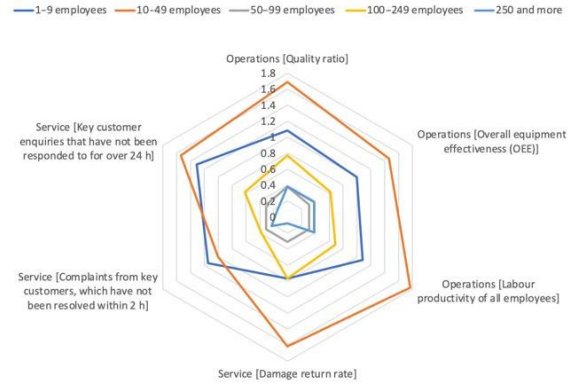 1–9 employees 10–49 employees 50–99 employees 100–249 employees 250 and more
Operations [Quality ratio]
1.8
1.6
1.4
1.2
1
0.8
0.6
0.4
0.2
0
Operations [Overall equipment
effectiveness (OEE)]
Operations [Labour
productivity of all employees]
Service [Damage return rate]
Service [Complaints from key
customers, which have not
been resolved within 2 h]
Service [Key customer
enquiries that have not been
responded to for over 24 h]